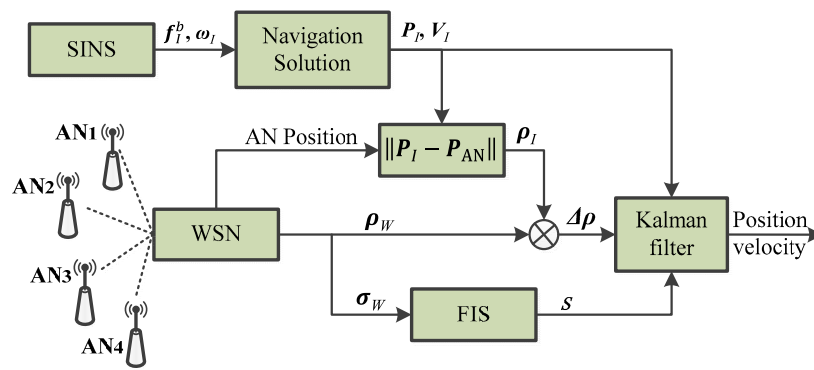 SINS
f_I^b, ω_I
Navigation
Solution
P_I, V_I
AN1
AN Position
‖P_I − P_AN‖
ρ_I
AN2
WSN
ρ_W
Δρ
Kalman
filter
Position
velocity
AN3
σ_W
FIS
S
AN4